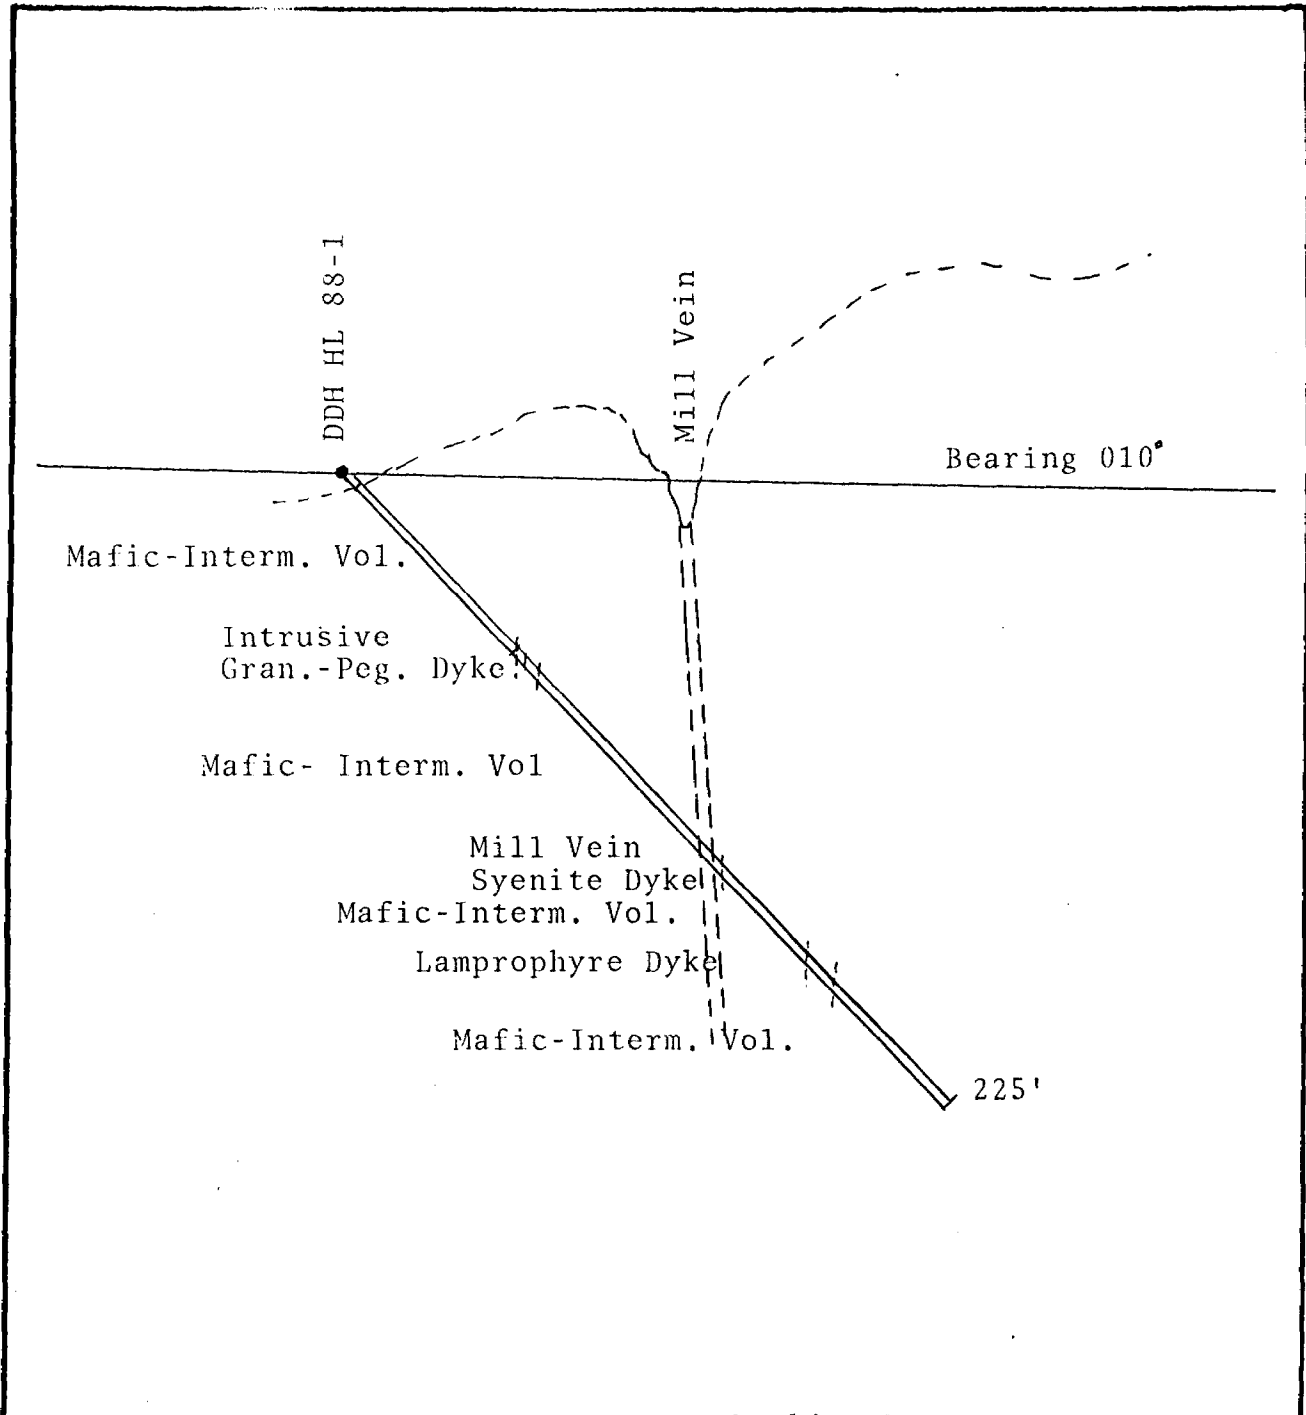 DDH HL 88-1
Mill Vein
Bearing 010°
Mafic-Interm. Vol.
Intrusive
Gran.-Peg. Dyke.
Mafic- Interm. Vol
Mill Vein
Syenite Dyke
Mafic-Interm. Vol.
Lamprophyre Dyke
Mafic-Interm. Vol.
225'